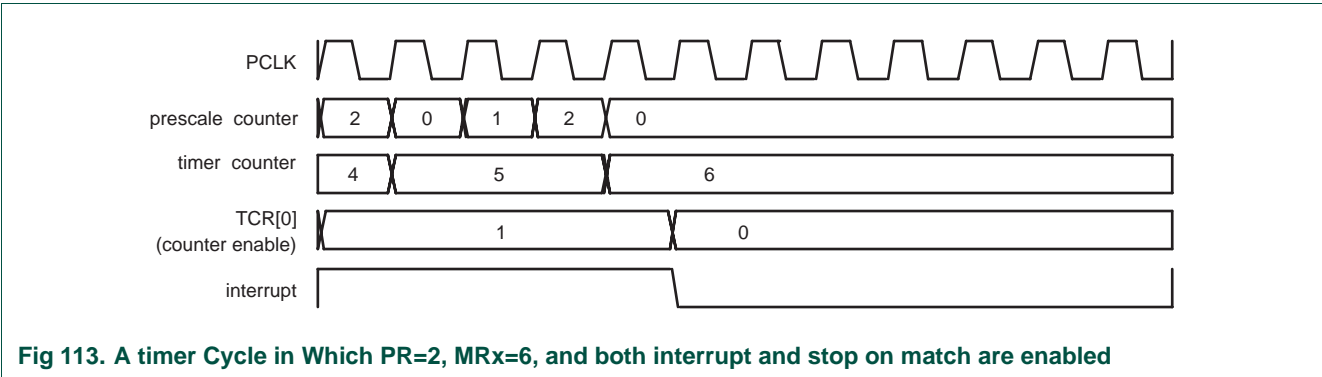 PCLK
prescale counter
2 0 1 2 0
timer counter
4 5 6
TCR[0]
(counter enable)
1 0
interrupt
Fig 113. A timer Cycle in Which PR=2, MRx=6, and both interrupt and stop on match are enabled